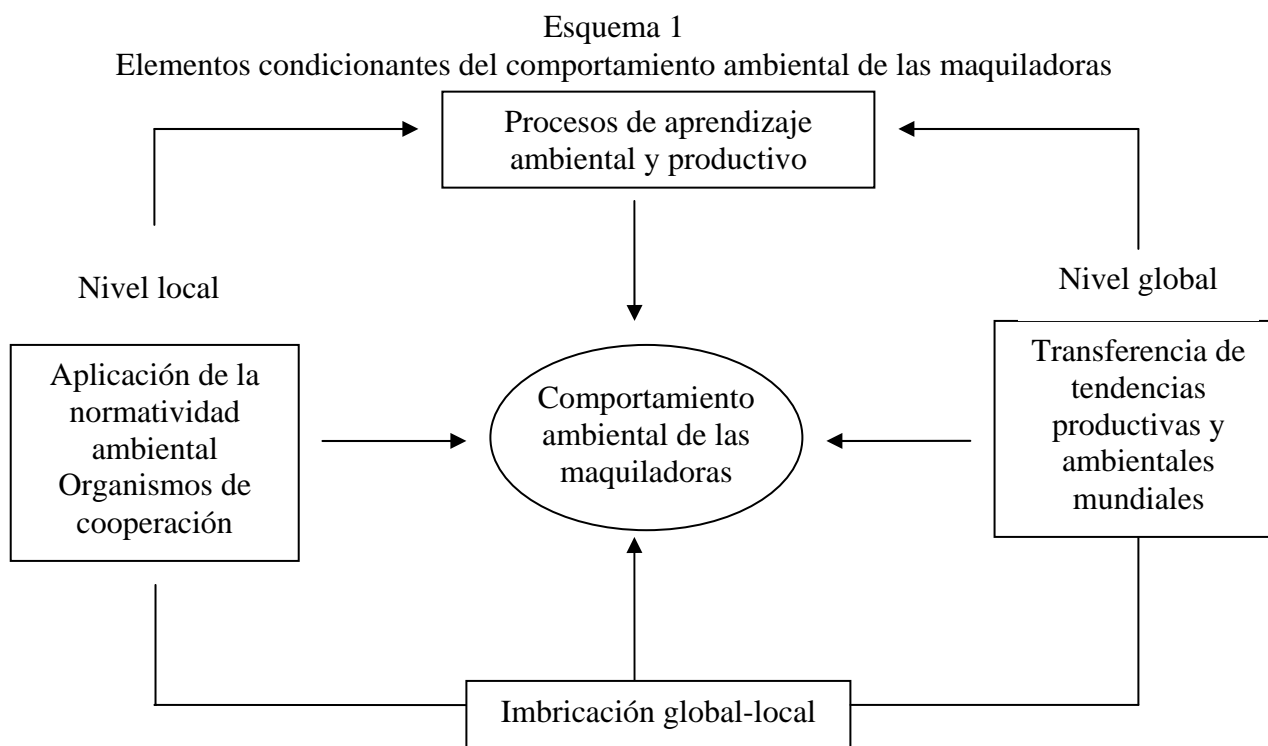 Esquema 1
Elementos condicionantes del comportamiento ambiental de las maquiladoras
Procesos de aprendizaje
ambiental y productivo
Nivel local
Nivel global
Aplicación de la
normatividad
ambiental
Organismos de
cooperación
Comportamiento
ambiental de las
maquiladoras
Transferencia de
tendencias
productivas y
ambientales
mundiales
Imbricación global-local